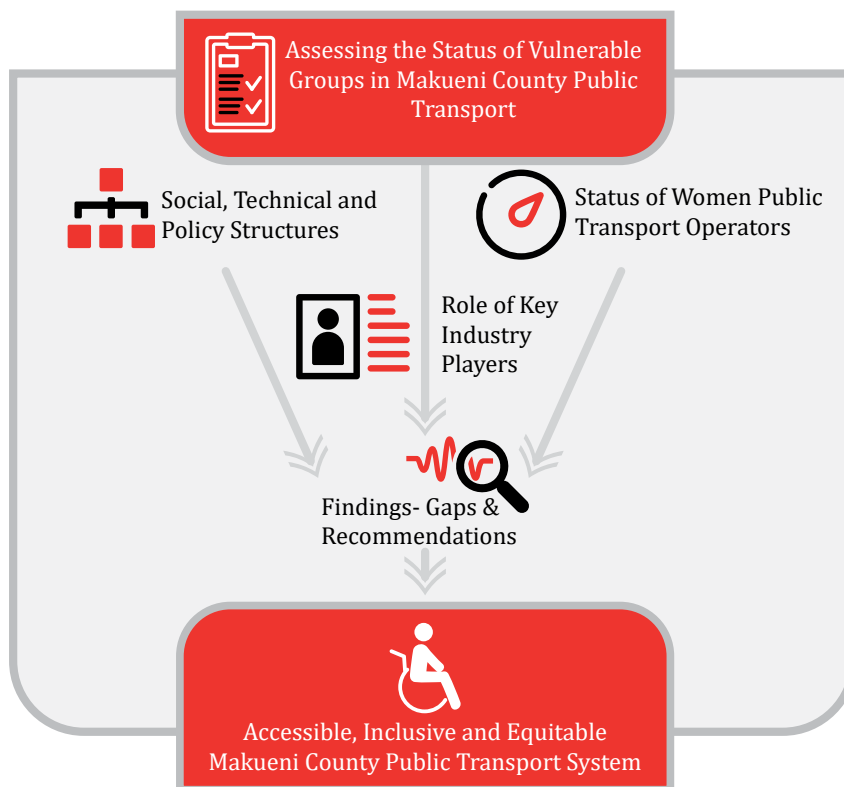 Assessing the Status of Vulnerable
Groups in Makueni County Public
Transport
Social, Technical and
Policy Structures
Status of Women Public
Transport Operators
Role of Key
Industry
Players
Findings- Gaps &
Recommendations
Accessible, Inclusive and Equitable
Makueni County Public Transport System